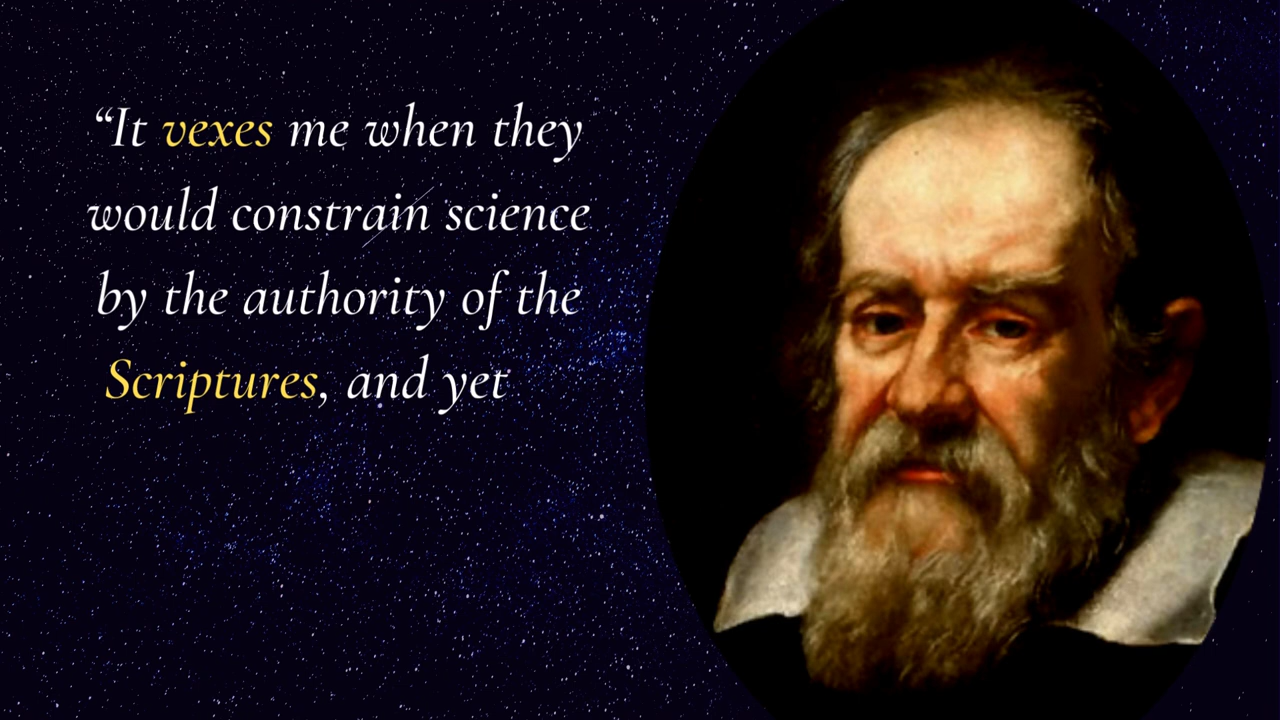 “It vexes me when they
would constrain science
by the authority of the
Scriptures, and yet